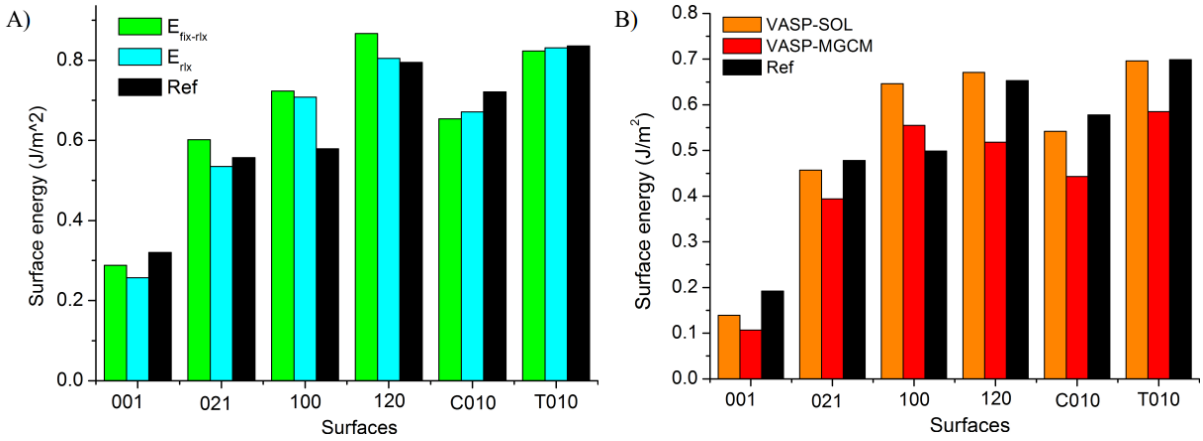 A)
E_fix-rlx
E_rlx
Ref
Surface energy (J/m^2)
0.8
0.6
0.4
0.2
0.0
001 021 100 120 C010 T010
Surfaces
B)
VASP-SOL
VASP-MGCM
Ref
Surface energy (J/m²)
0.8
0.7
0.6
0.5
0.4
0.3
0.2
0.1
0.0
001 021 100 120 C010 T010
Surfaces